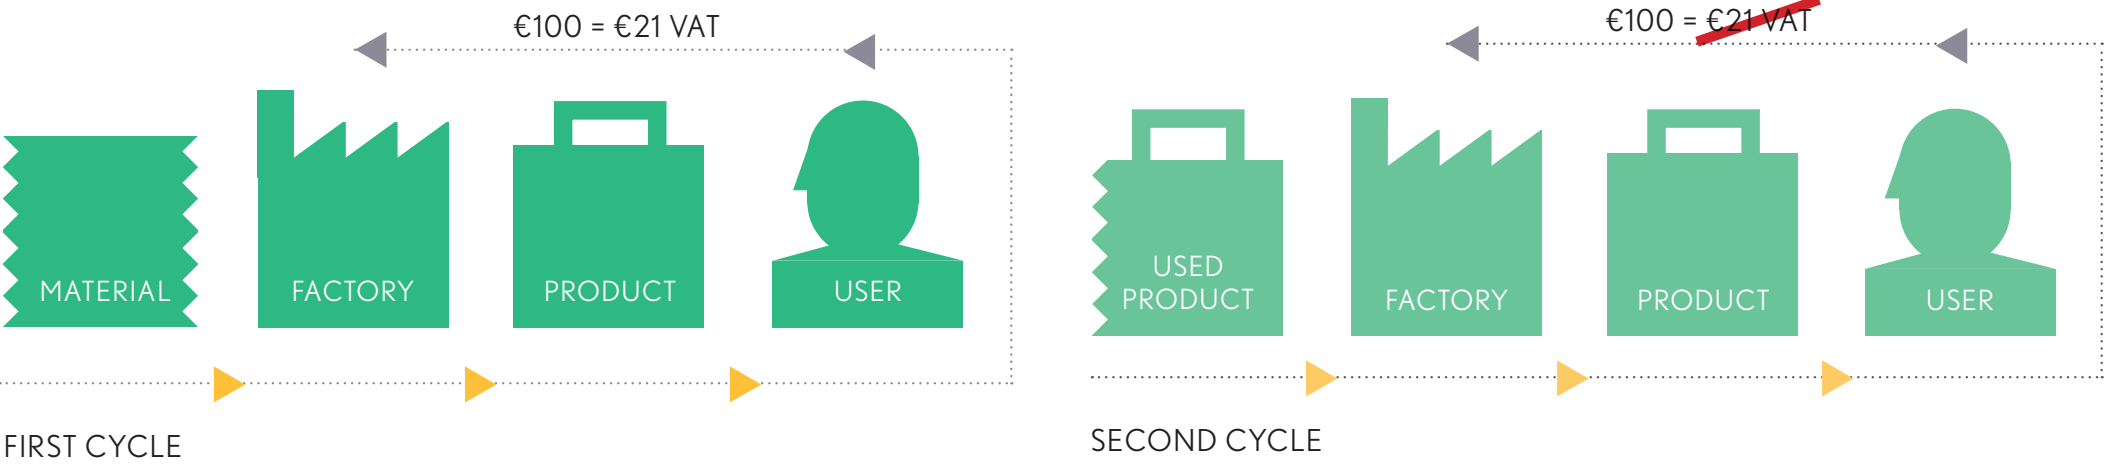 €100 = €21 VAT
MATERIAL
FACTORY
PRODUCT
USER
FIRST CYCLE
€100 = €21 VAT
USED
PRODUCT
FACTORY
PRODUCT
USER
SECOND CYCLE